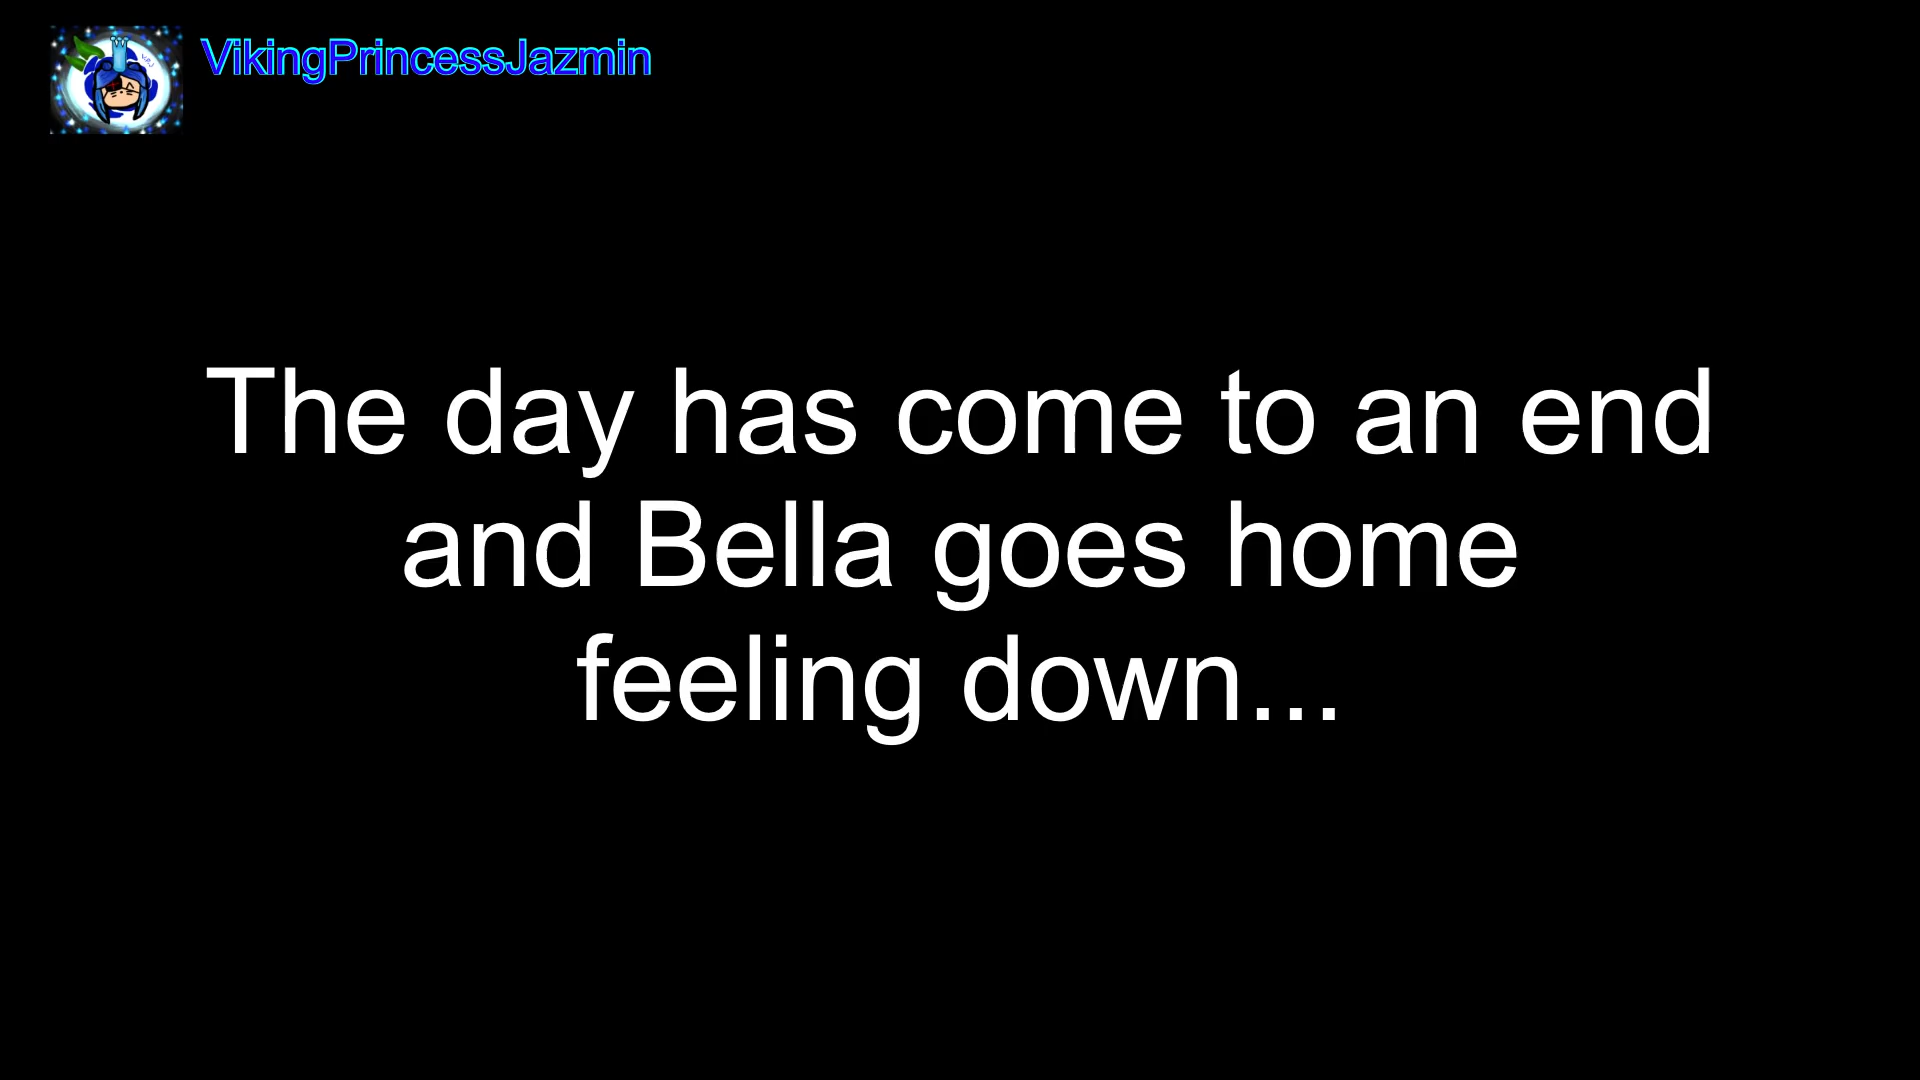 VikingPrincessJazmin
The day has come to an end
and Bella goes home
feeling down...